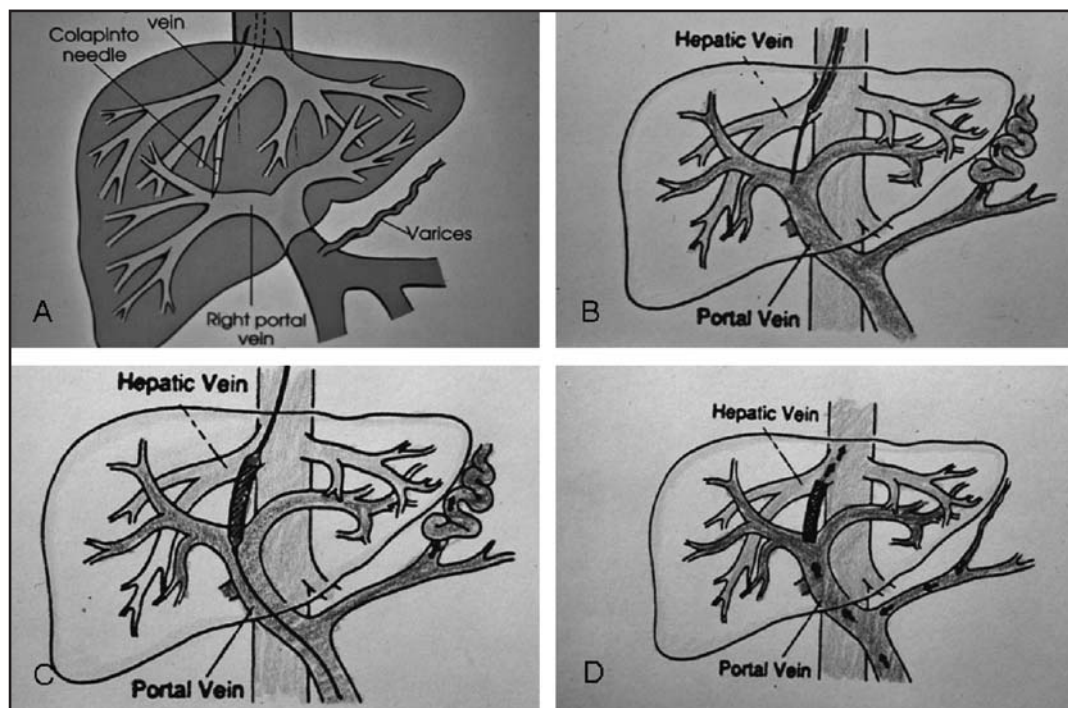 vein
Colapinto
needle
Varices
Right portal
vein
A
Hepatic Vein
Portal Vein
B
Hepatic Vein
Portal Vein
C
Hepatic Vein
Portal Vein
D